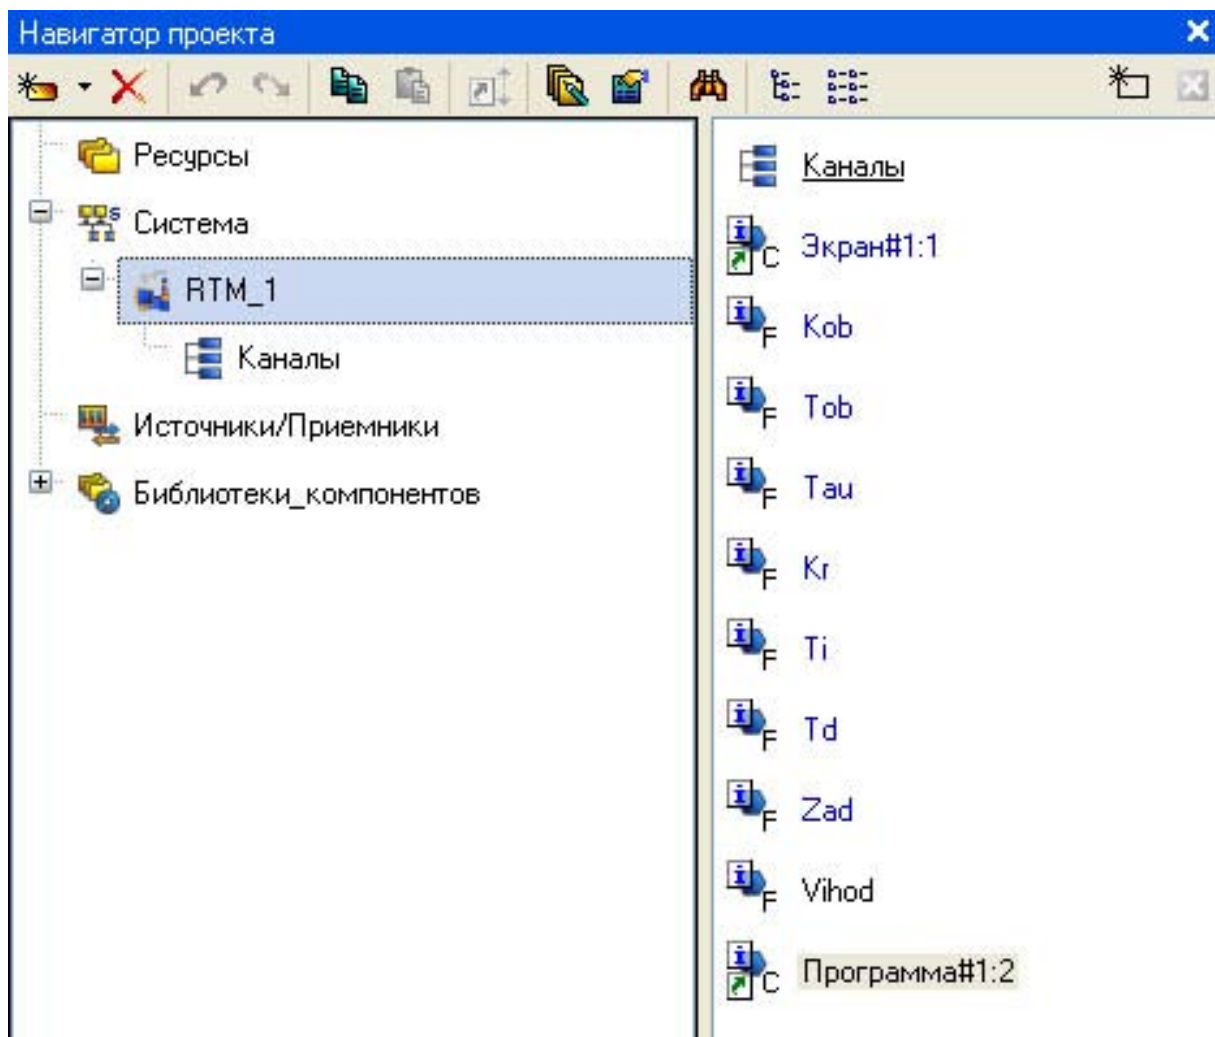 Навигатор проекта
Ресурсы
Система
RTM_1
Каналы
Источники/Приемники
Библиотеки_компонентов
Каналы
Экран#1:1
Kob
Tob
Tau
Kr
Ti
Td
Zad
Vihod
Программа#1:2